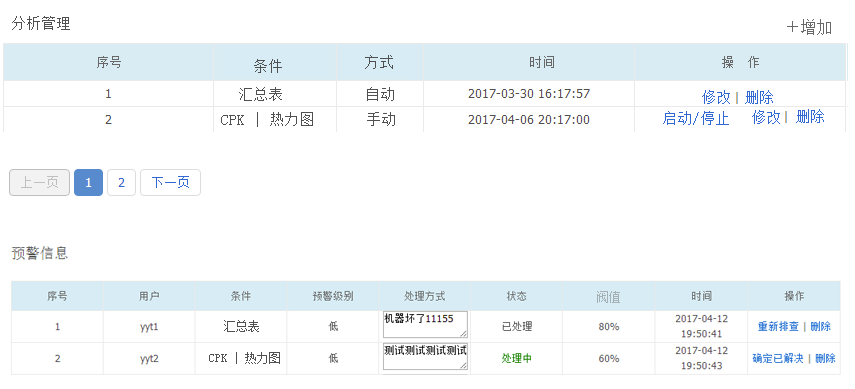 分析管理
＋增加
序号 条件 方式 时间 操 作
1 汇总表 自动 2017-03-30 16:17:57 修改 | 删除
2 CPK | 热力图 手动 2017-04-06 20:17:00 启动/停止 修改 | 删除
上一页 1 2 下一页
预警信息
序号 用户 条件 预警级别 处理方式 状态 阀值 时间 操作
1 yyt1 汇总表 低 机器坏了11155 已处理 80% 2017-04-12 19:50:41 重新排查 | 删除
2 yyt2 CPK | 热力图 低 测试测试测试测试 处理中 60% 2017-04-12 19:50:43 确定已解决 | 删除